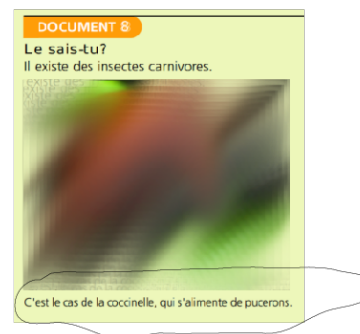 DOCUMENT 8
Le sais-tu?
Il existe des insectes carnivores.
C'est le cas de la coccinelle, qui s'alimente de pucerons.